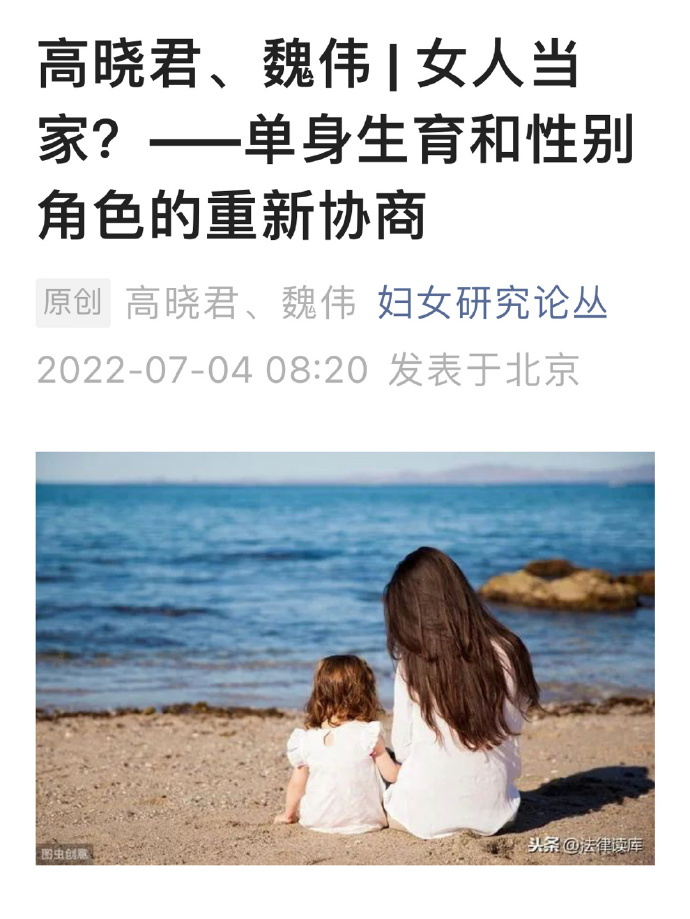 高晓君、魏伟 | 女人当
家？——单身生育和性别
角色的重新协商
原创 高晓君、魏伟 妇女研究论丛
2022-07-04 08:20 发表于北京
图虫创意
头条 @法律读库